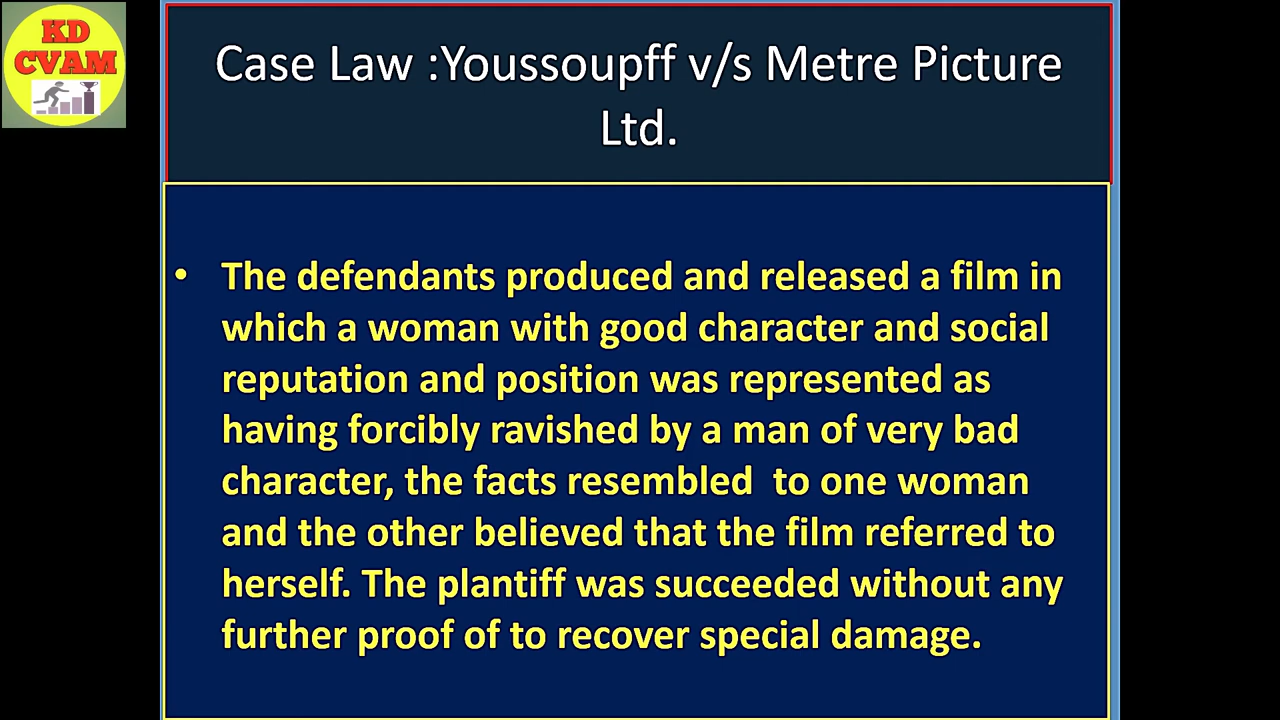 KD
CVAM
Case Law :Youssoupff v/s Metre Picture
Ltd.
• The defendants produced and released a film in
which a woman with good character and social
reputation and position was represented as
having forcibly ravished by a man of very bad
character, the facts resembled  to one woman
and the other believed that the film referred to
herself. The plantiff was succeeded without any
further proof of to recover special damage.